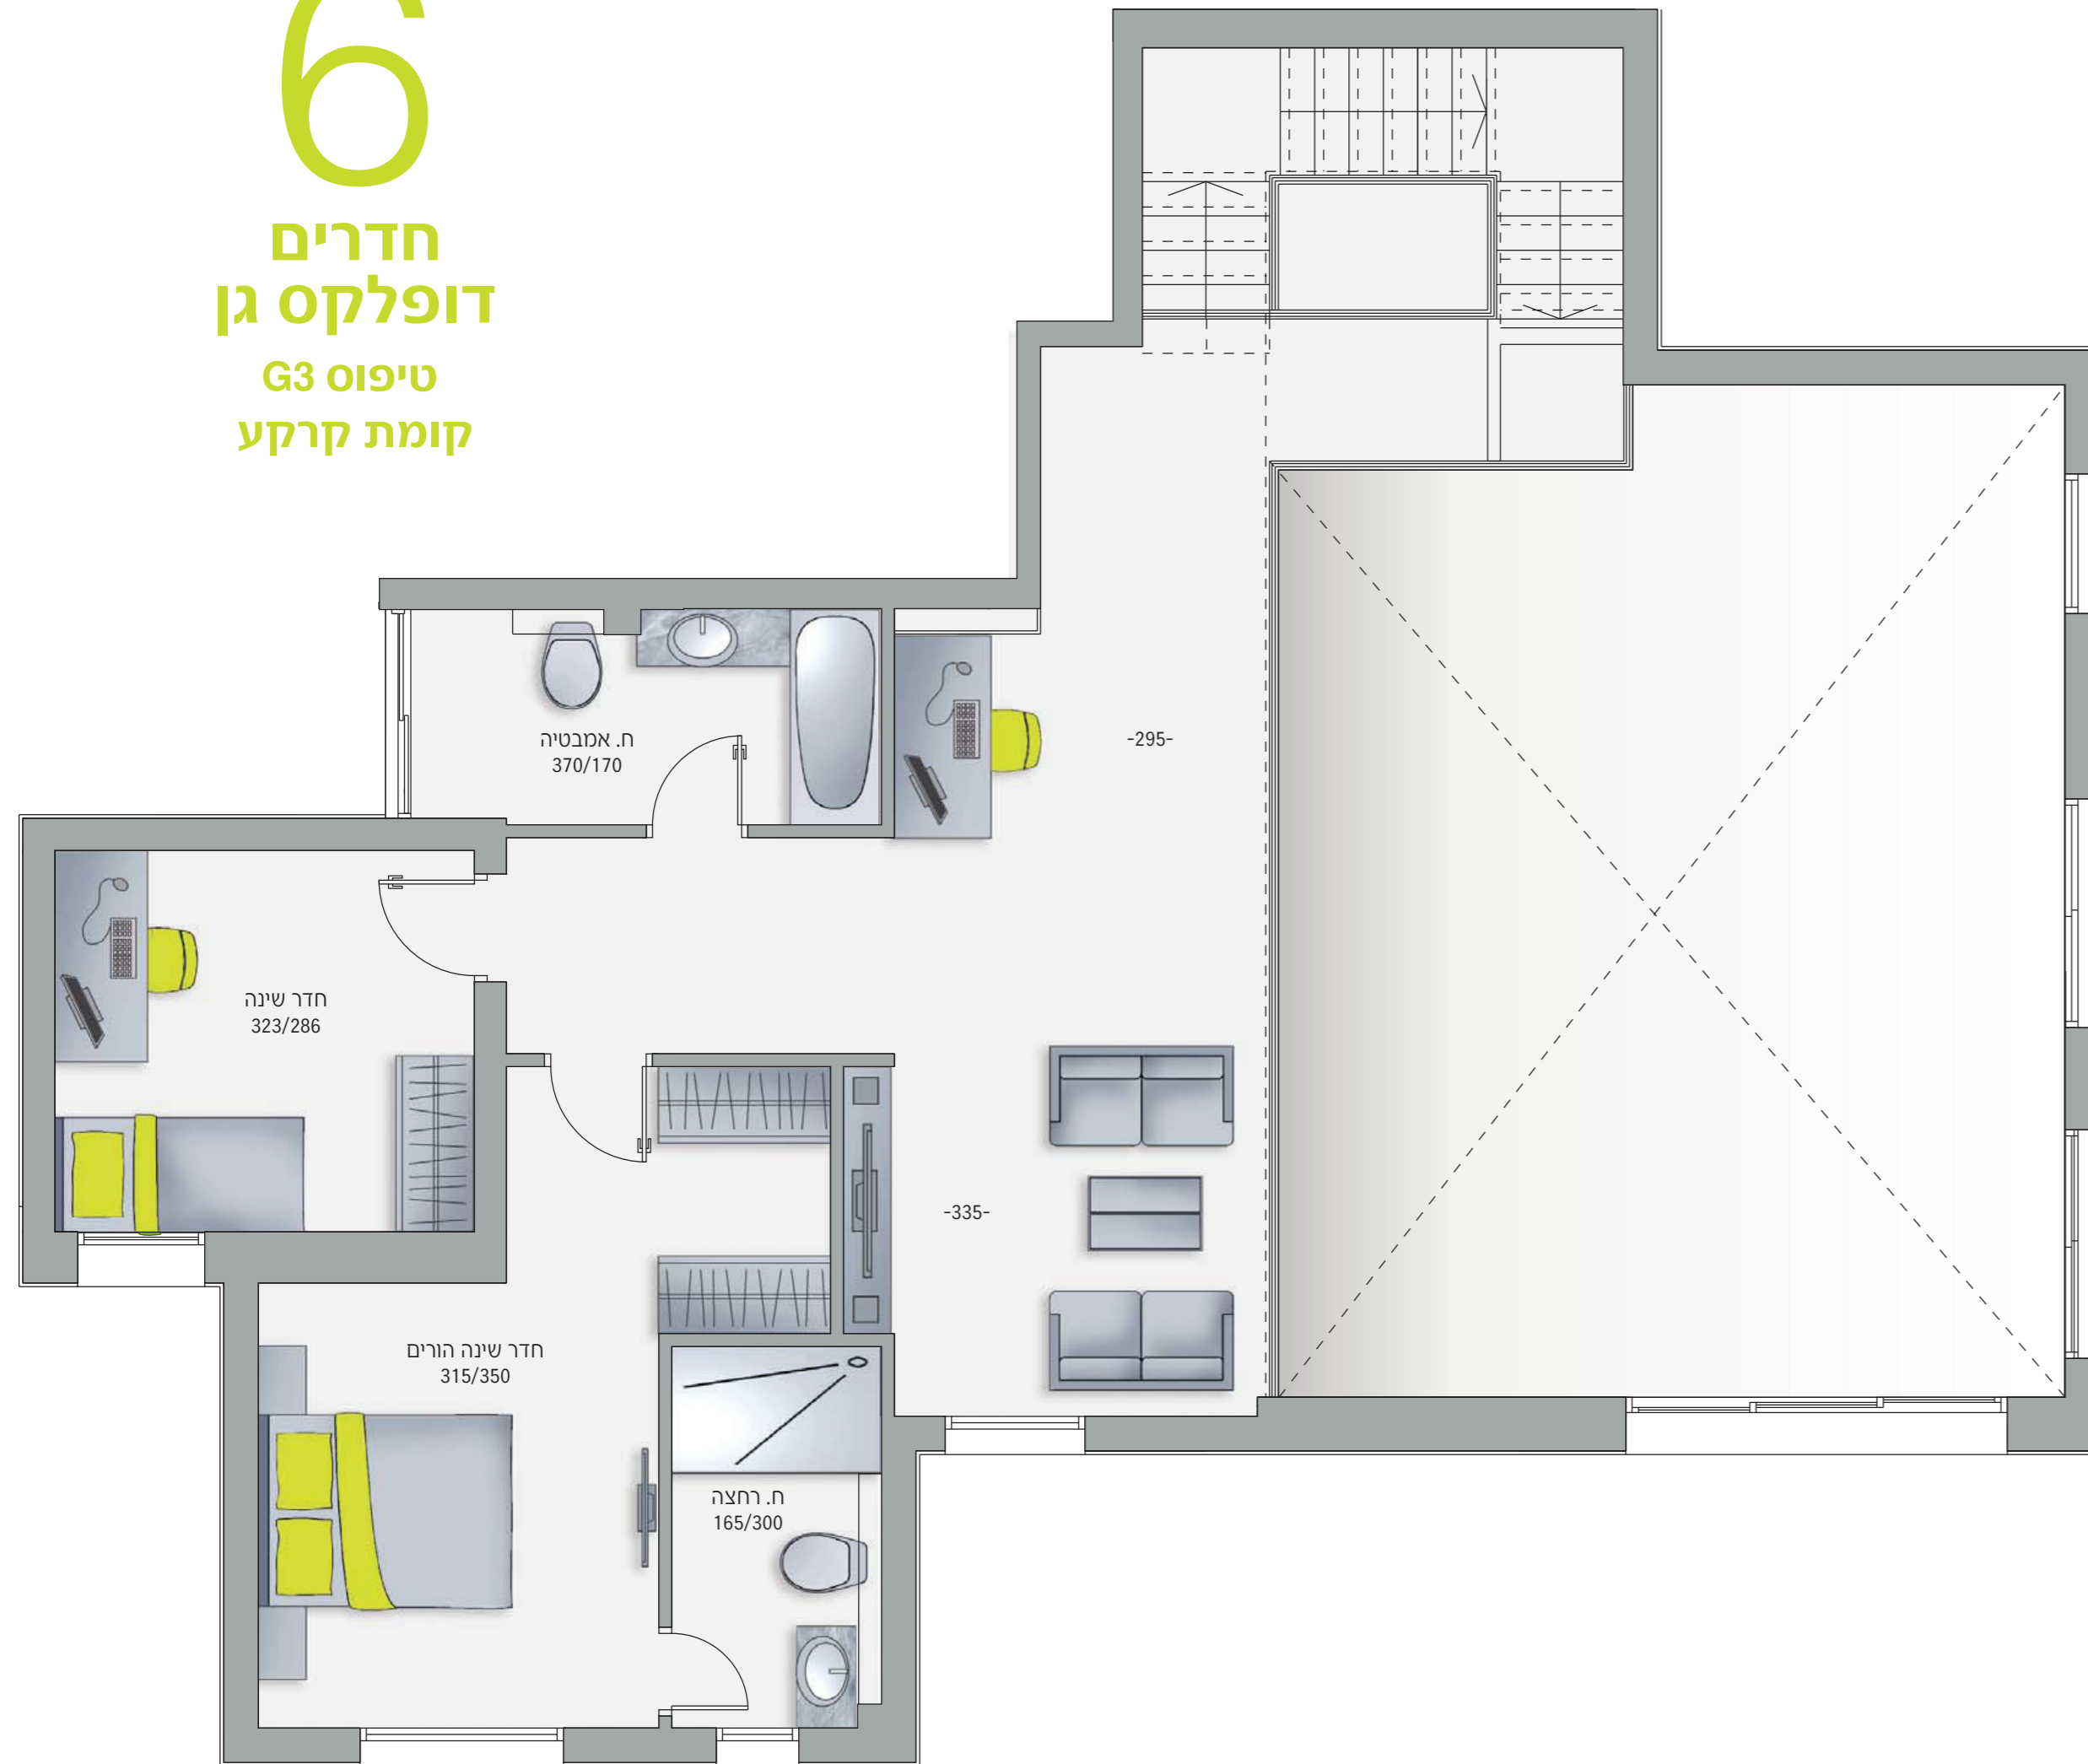 6
חדרים
דופלקס גן
טיפוס G3
קומת קרקע
ח. אמבטיה
370/170
-295-
חדר שינה
323/286
-335-
חדר שינה הורים
315/350
ח. רחצה
165/300